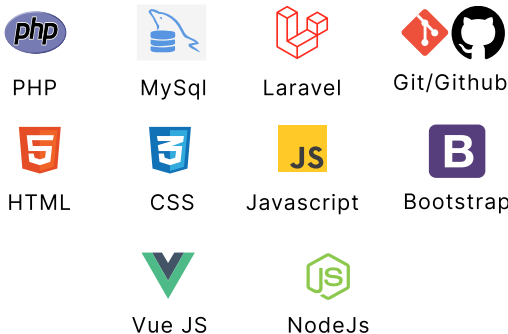 php
PHP
MySql
Laravel
Git/Github
5
HTML
3
CSS
JS
Javascript
B
Bootstrap
Vue JS
JS
NodeJs